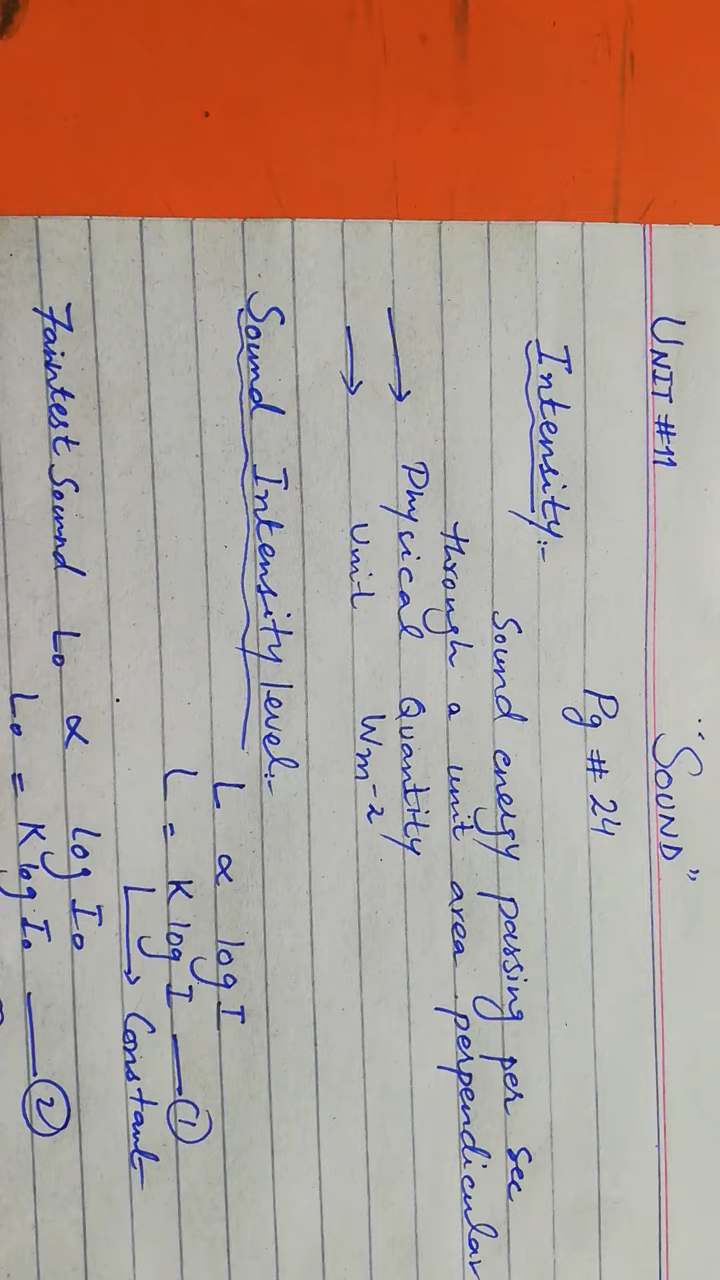 UNIT #11 "SOUND"
Pg # 24
Intensity:-
Sound energy passing per sec
through a unit area perpendicular
→ Physical Quantity
→ Unit Wm⁻²
Sound Intensity level:-
L α log I
L = K log I —— ①
Constant
Faintest Sound L₀ α log I₀
L₀ = K log I₀ —— ②